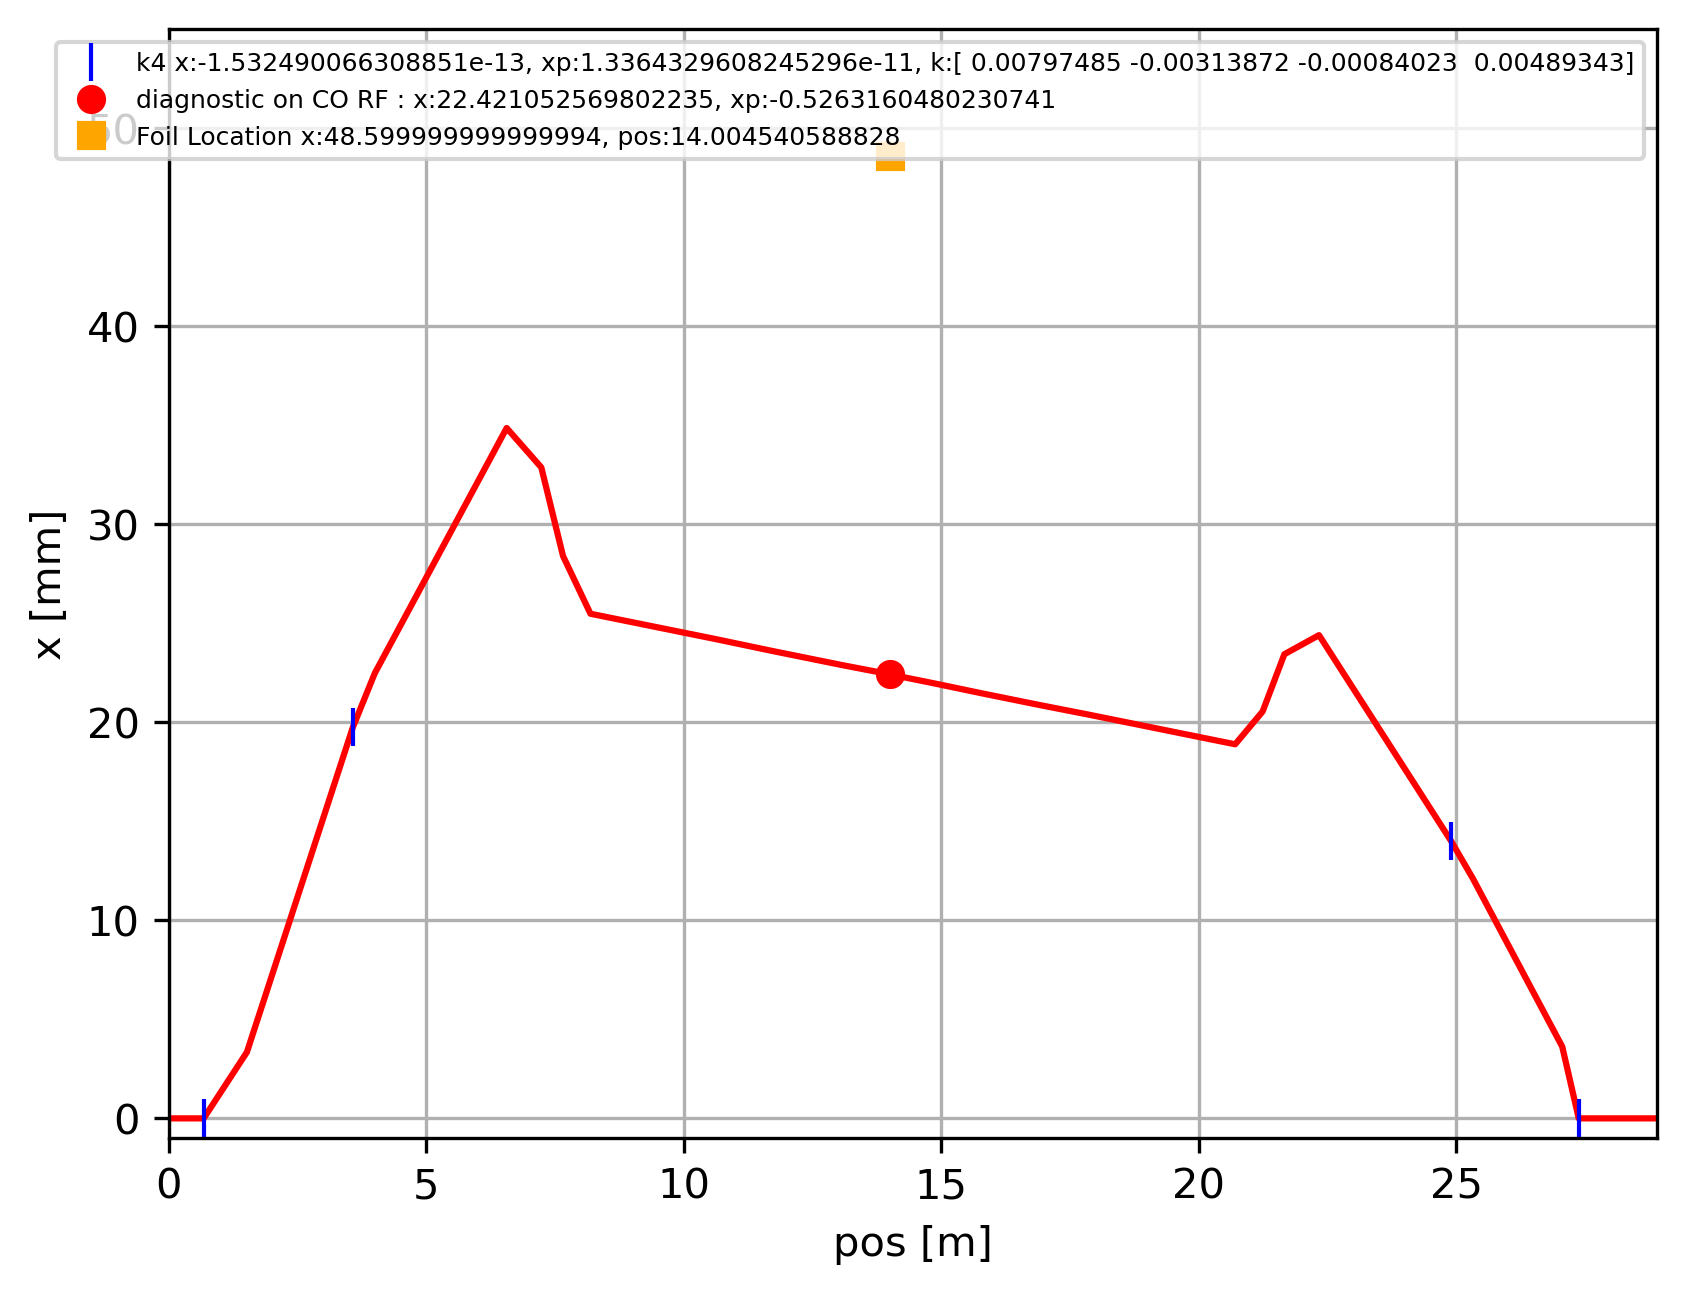 k4 x:-1.532490066308851e-13, xp:1.3364329608245296e-11, k:[ 0.00797485 -0.00313872 -0.00084023  0.00489343]
diagnostic on CO RF : x:22.421052569802235, xp:-0.5263160480230741
Foil Location x:48.599999999999994, pos:14.004540588828
50
40
30
20
10
0
x [mm]
0 5 10 15 20 25
pos [m]